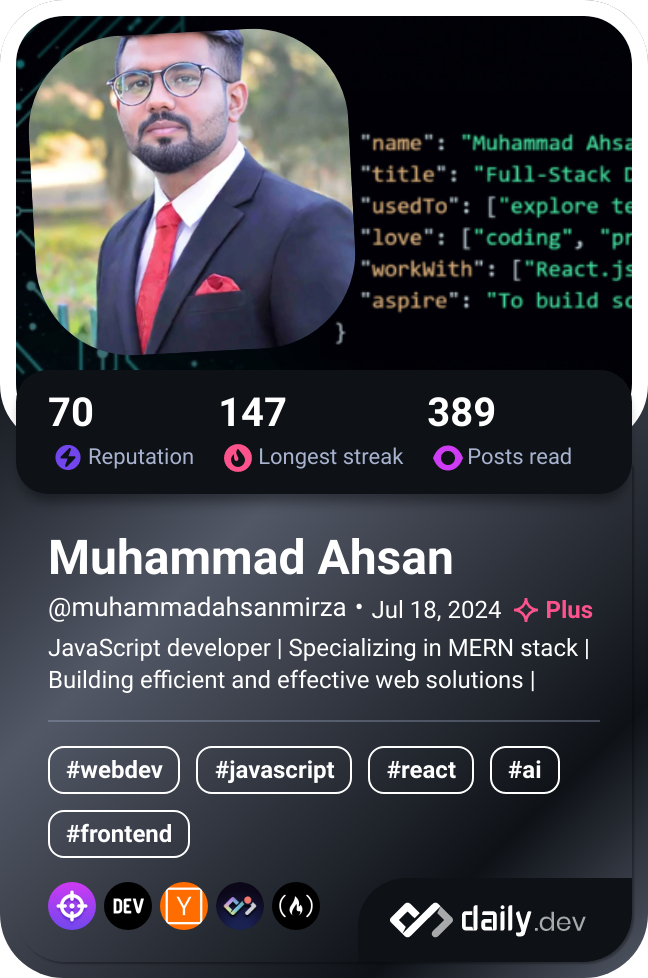 "name": "Muhammad Ahsa
"title": "Full-Stack D
"usedTo": ["explore te
"love": ["coding", "pr
"workWith": ["React.js
"aspire": "To build sc
}
70 147 389
Reputation Longest streak Posts read
Muhammad Ahsan
@muhammadahsanmirza • Jul 18, 2024 Plus
JavaScript developer | Specializing in MERN stack |
Building efficient and effective web solutions |
#webdev #javascript #react #ai
#frontend
DEV Y daily.dev